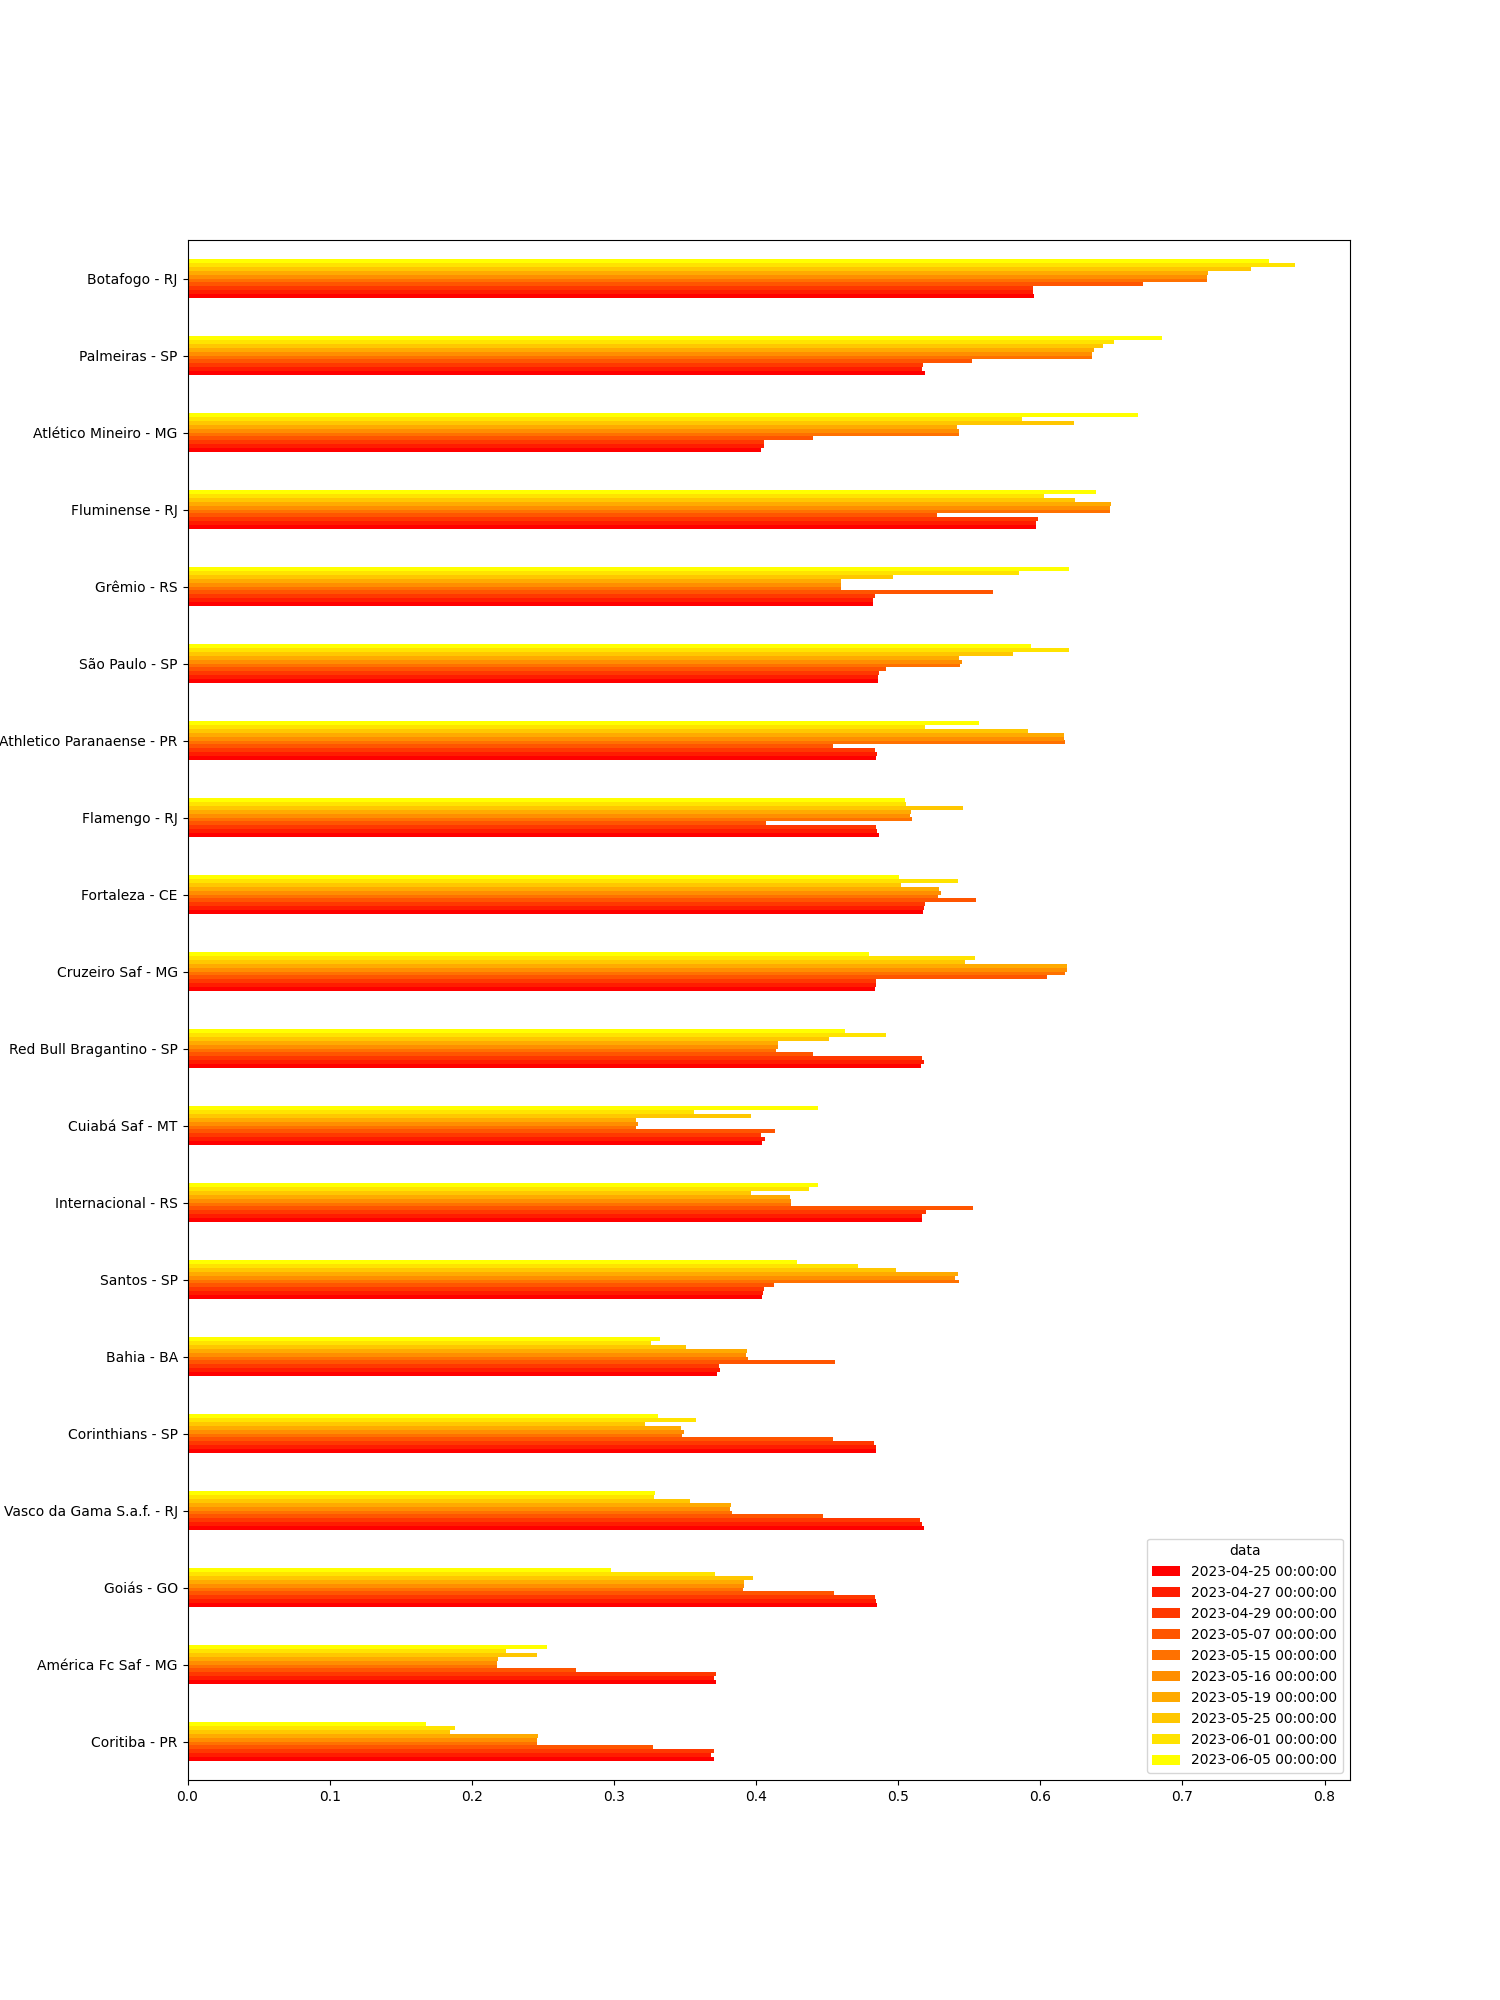 Botafogo - RJ
Palmeiras - SP
Atlético Mineiro - MG
Fluminense - RJ
Grêmio - RS
São Paulo - SP
Athletico Paranaense - PR
Flamengo - RJ
Fortaleza - CE
Cruzeiro Saf - MG
Red Bull Bragantino - SP
Cuiabá Saf - MT
Internacional - RS
Santos - SP
Bahia - BA
Corinthians - SP
Vasco da Gama S.a.f. - RJ
Goiás - GO
América Fc Saf - MG
Coritiba - PR
data
2023-04-25 00:00:00
2023-04-27 00:00:00
2023-04-29 00:00:00
2023-05-07 00:00:00
2023-05-15 00:00:00
2023-05-16 00:00:00
2023-05-19 00:00:00
2023-05-25 00:00:00
2023-06-01 00:00:00
2023-06-05 00:00:00
0.0 0.1 0.2 0.3 0.4 0.5 0.6 0.7 0.8